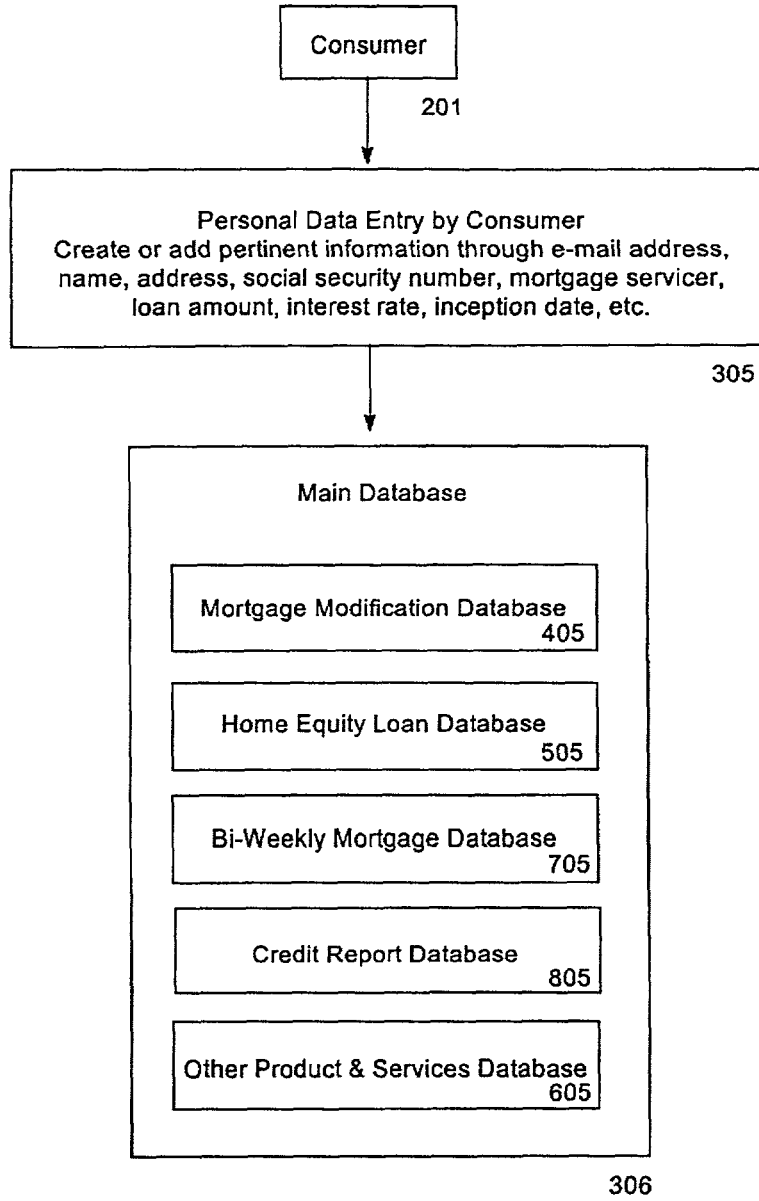 Consumer
201
Personal Data Entry by Consumer
Create or add pertinent information through e-mail address,
name, address, social security number, mortgage servicer,
loan amount, interest rate, inception date, etc.
305
Main Database
Mortgage Modification Database
405
Home Equity Loan Database
505
Bi-Weekly Mortgage Database
705
Credit Report Database
805
Other Product & Services Database
605
306